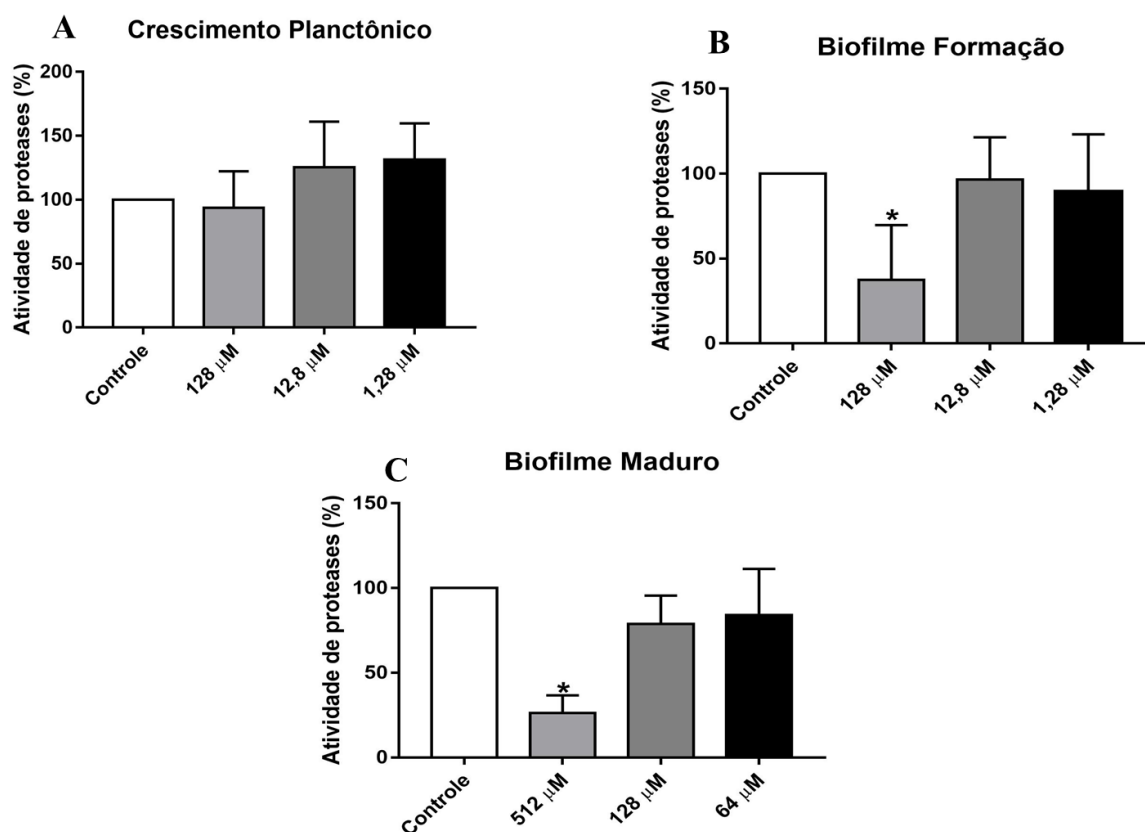 A
Crescimento Planctônico
Atividade de proteases (%)
200
150
100
50
0
Controle
128 μM
12,8 μM
1,28 μM
B
Biofilme Formação
Atividade de proteases (%)
150
100
50
0
*
Controle
128 μM
12,8 μM
1,28 μM
C
Biofilme Maduro
Atividade de proteases (%)
150
100
50
0
*
Controle
512 μM
128 μM
64 μM